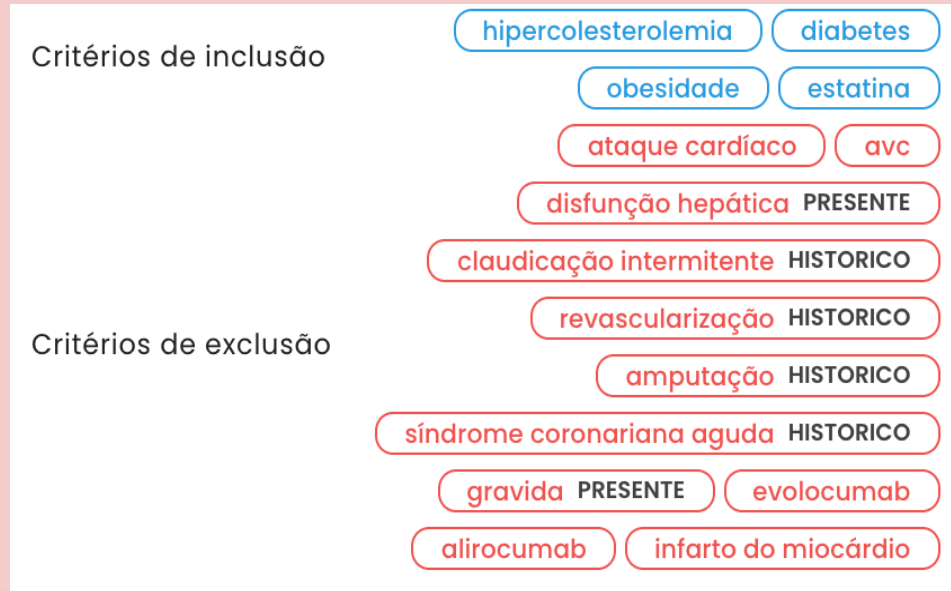 Critérios de inclusão
hipercolesterolemia diabetes
obesidade estatina
Critérios de exclusão
ataque cardíaco avc
disfunção hepática PRESENTE
claudicação intermitente HISTORICO
revascularização HISTORICO
amputação HISTORICO
síndrome coronariana aguda HISTORICO
gravida PRESENTE evolocumab
alirocumab infarto do miocárdio